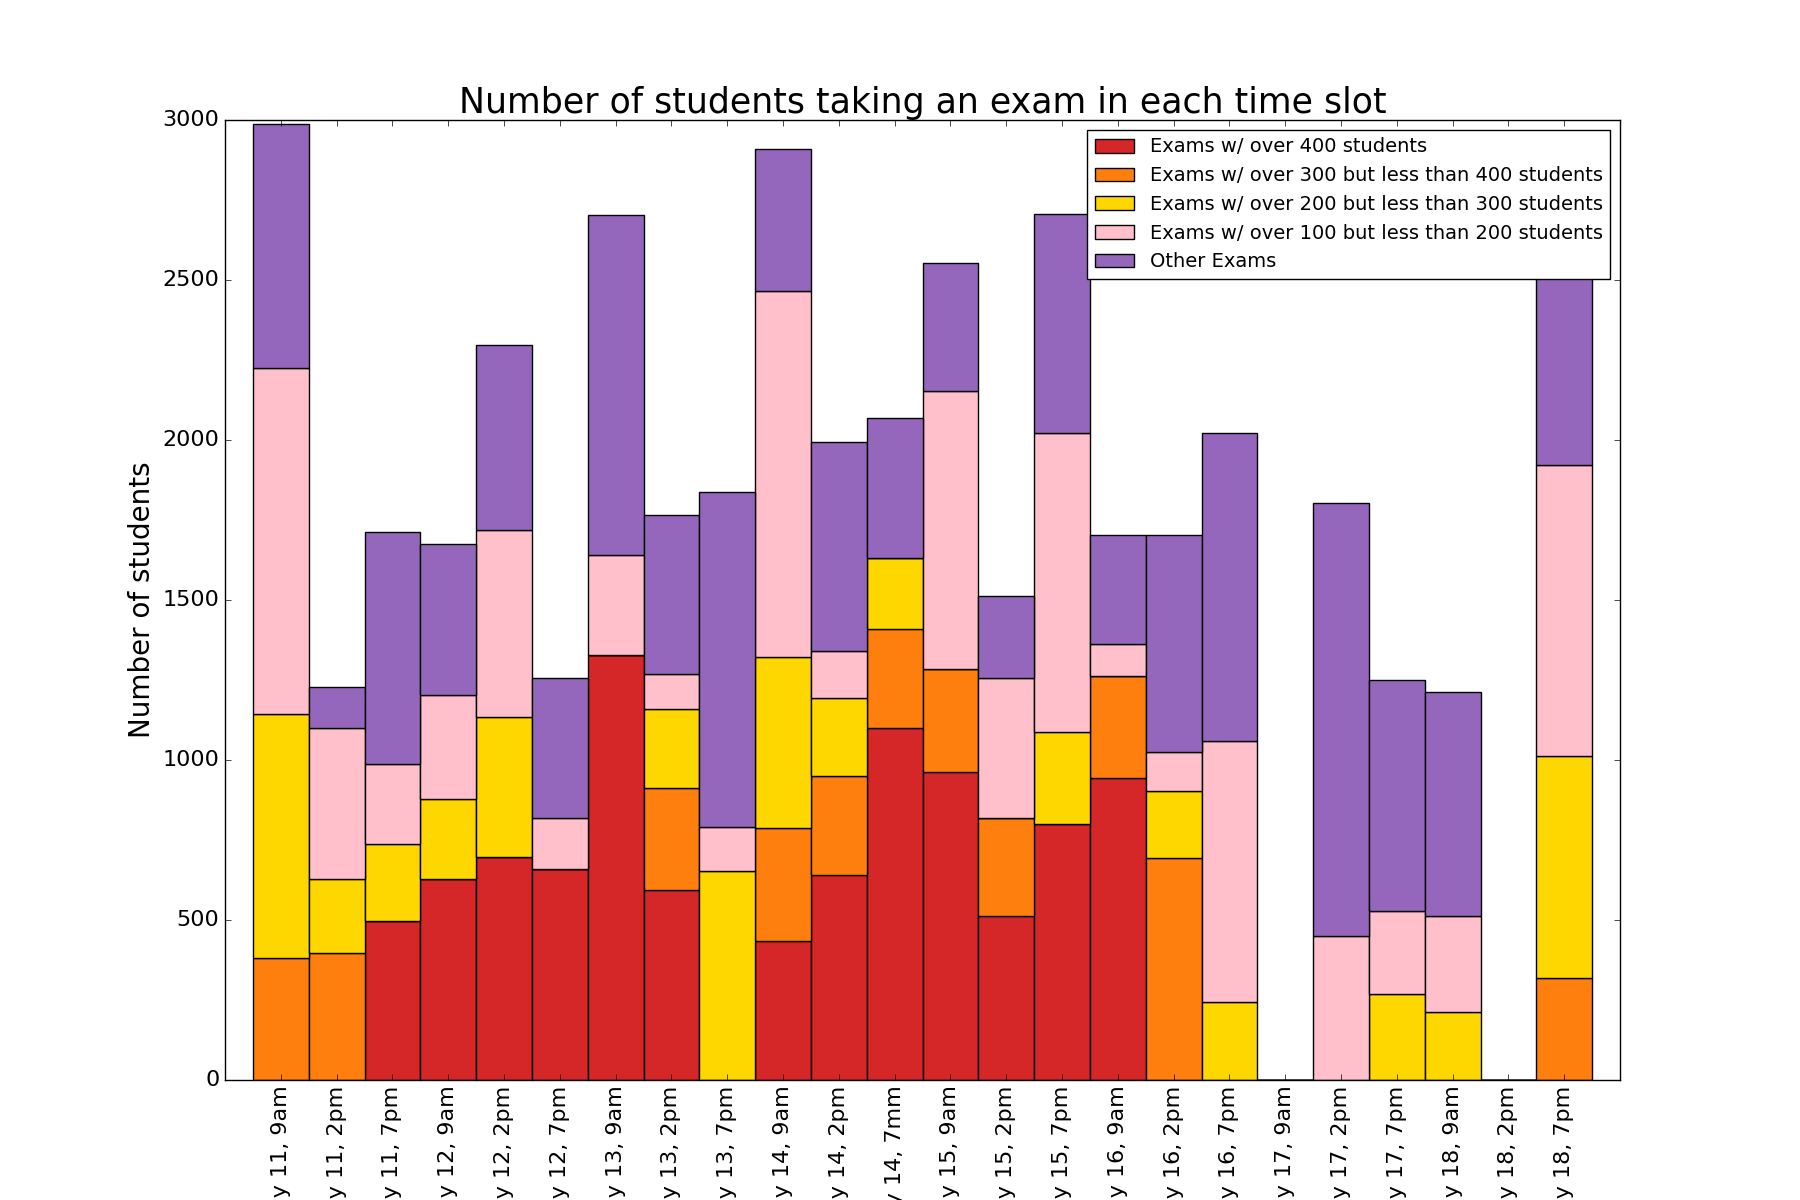 Number of students taking an exam in each time slot
Exams w/ over 400 students
Exams w/ over 300 but less than 400 students
Exams w/ over 200 but less than 300 students
Exams w/ over 100 but less than 200 students
Other Exams
Number of students
3000
2500
2000
1500
1000
500
0
y 11, 9am
y 11, 2pm
y 11, 7pm
y 12, 9am
y 12, 2pm
y 12, 7pm
y 13, 9am
y 13, 2pm
y 13, 7pm
y 14, 9am
y 14, 2pm
y 14, 7mm
y 15, 9am
y 15, 2pm
y 15, 7pm
y 16, 9am
y 16, 2pm
y 16, 7pm
y 17, 9am
y 17, 2pm
y 17, 7pm
y 18, 9am
y 18, 2pm
y 18, 7pm